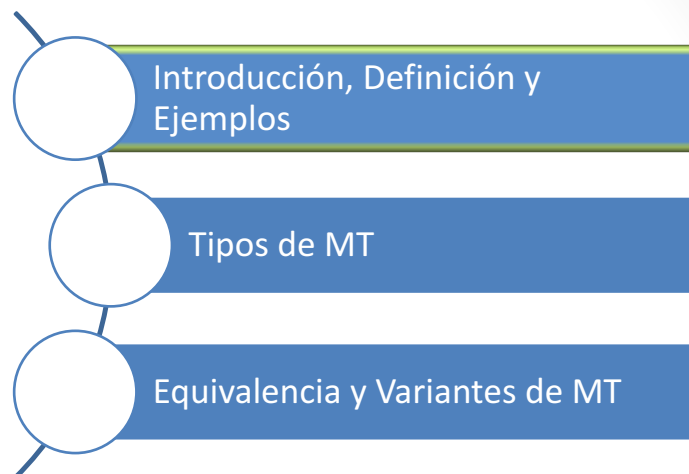 Introducción, Definición y
Ejemplos
Tipos de MT
Equivalencia y Variantes de MT